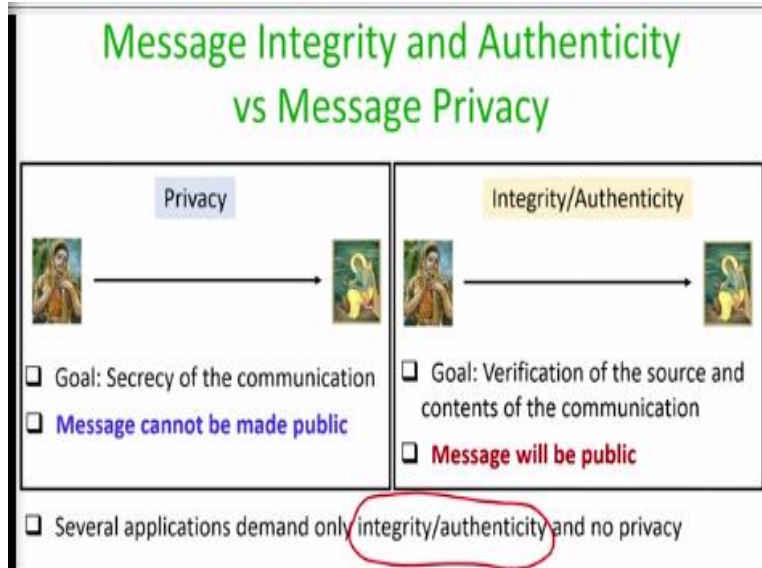 Message Integrity and Authenticity
vs Message Privacy
Privacy
❑ Goal: Secrecy of the communication
❑ Message cannot be made public
Integrity/Authenticity
❑ Goal: Verification of the source and
contents of the communication
❑ Message will be public
❑ Several applications demand only integrity/authenticity and no privacy